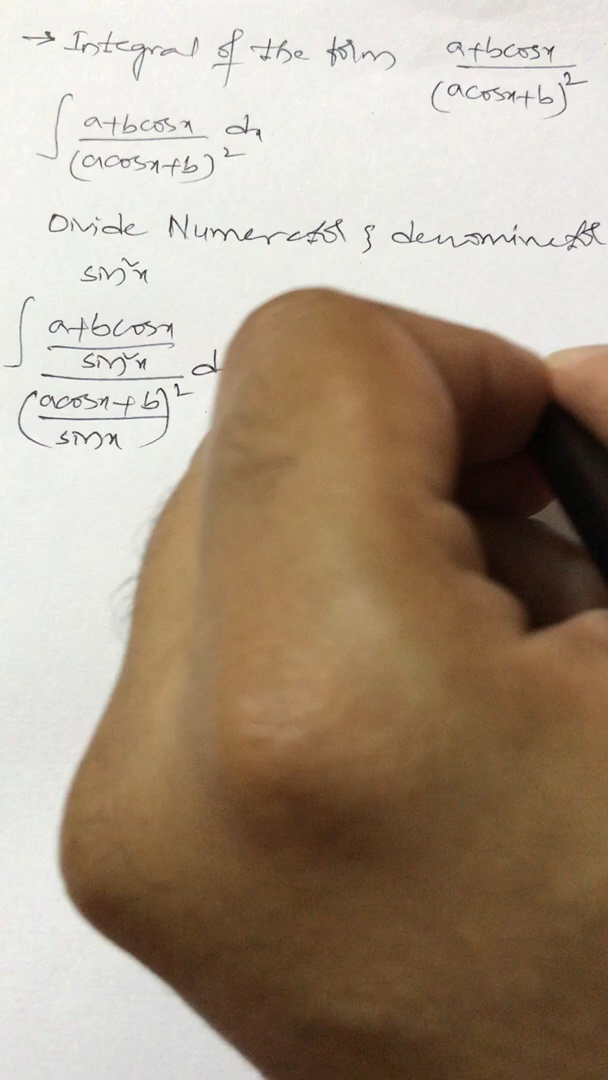 → Integral of the form (a+bcosx)/(acosx+b)²
∫ (a+bcosx)/(acosx+b)² dx
Divide Numerator & denominator
sin²x
∫ ((a+bcosx)/(sin²x))/((acosx+b)/(sinx))² d